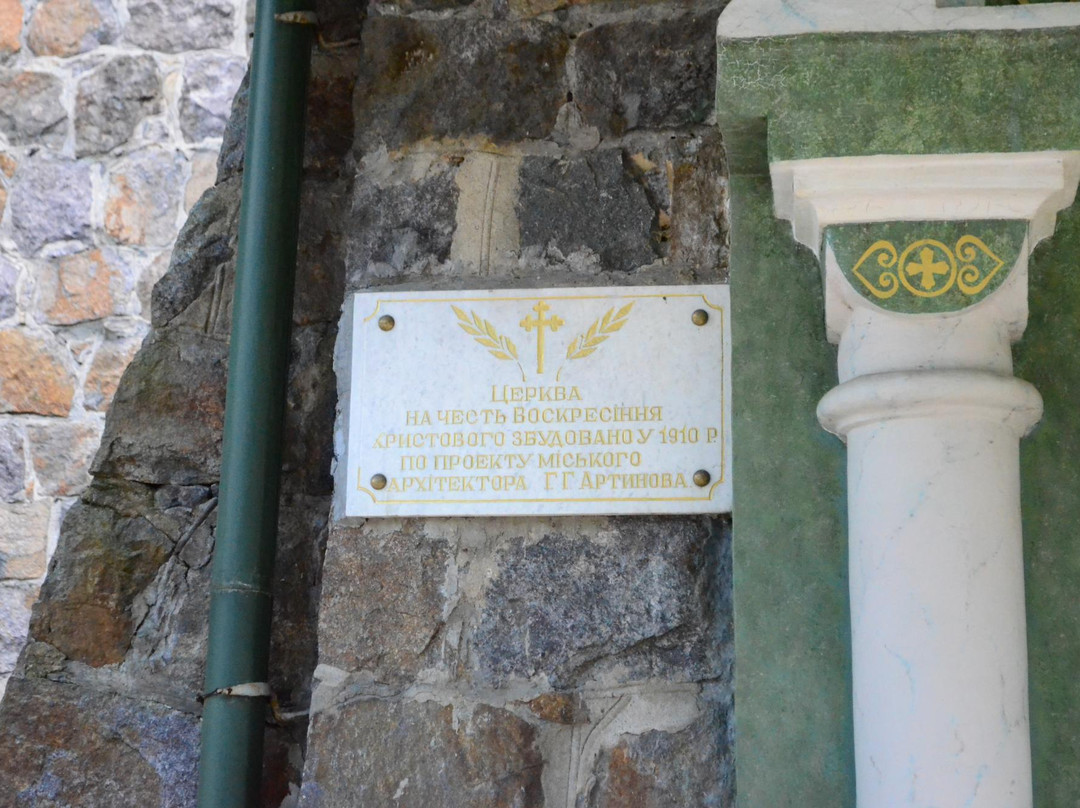 Церква
на честь Воскресіння
Христового збудовано у 1910 р.
по проекту міського
архітектора Г.Г.Артинова